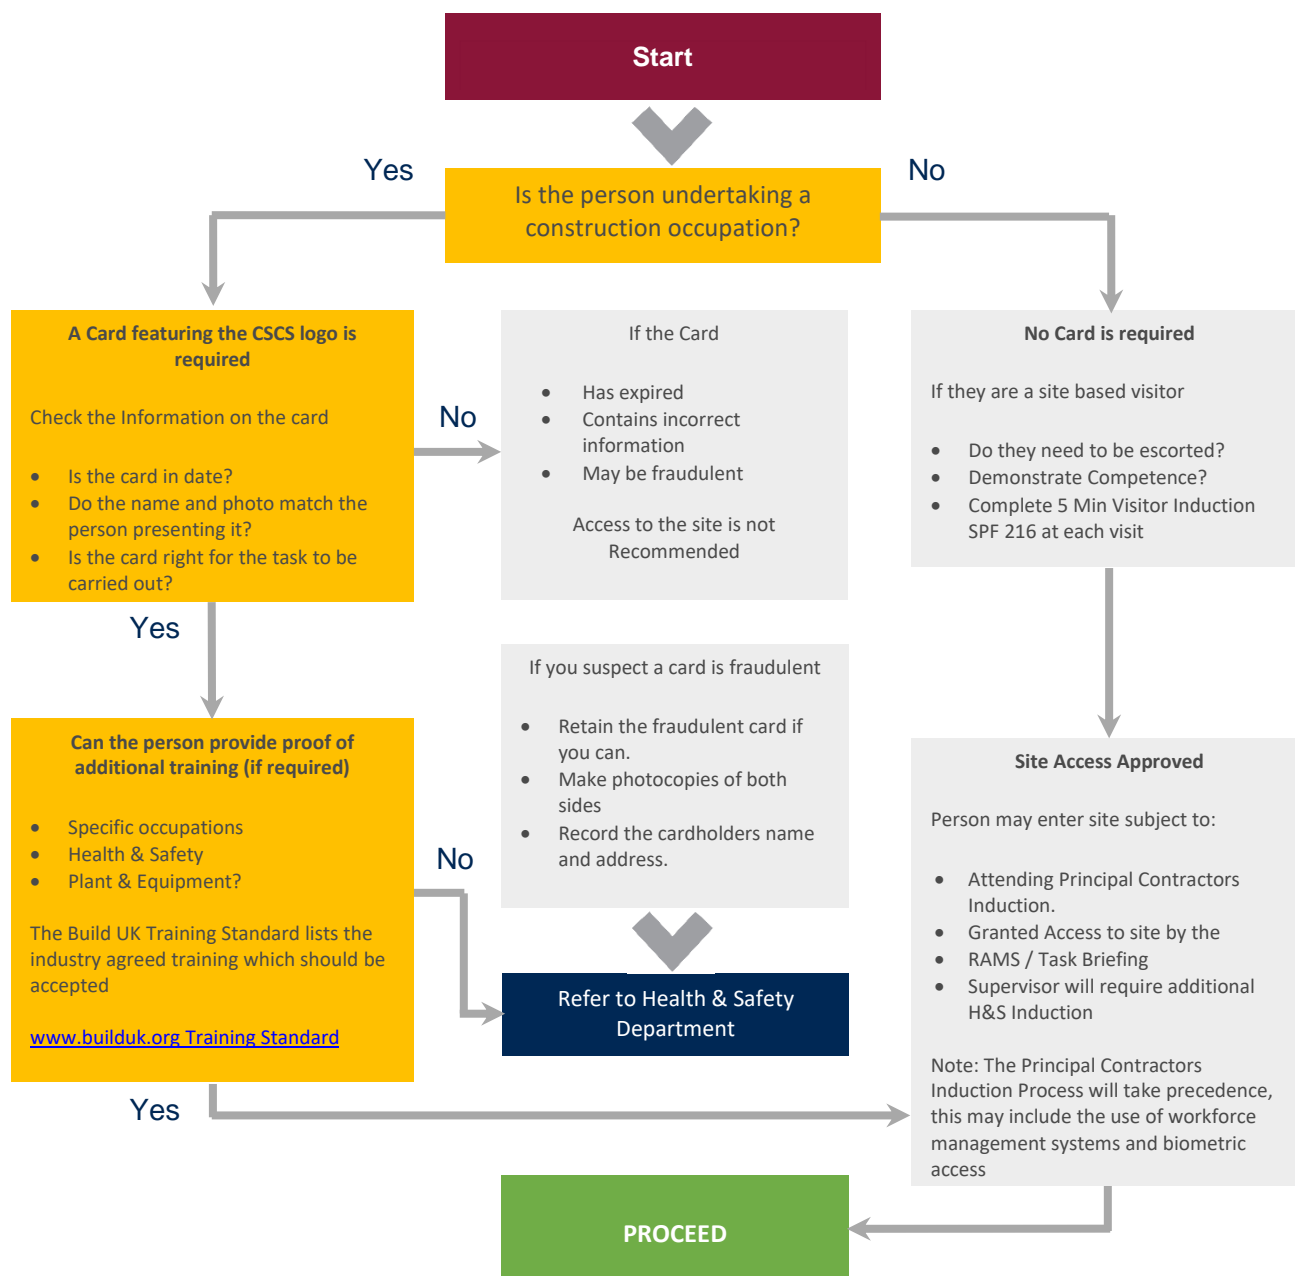 Start
Yes
No
Is the person undertaking a
construction occupation?
A Card featuring the CSCS logo is
required
Check the Information on the card
• Is the card in date?
• Do the name and photo match the
person presenting it?
• Is the card right for the task to be
carried out?
No
If the Card
• Has expired
• Contains incorrect
information
• May be fraudulent
Access to the site is not
Recommended
No Card is required
If they are a site based visitor
• Do they need to be escorted?
• Demonstrate Competence?
• Complete 5 Min Visitor Induction
SPF 216 at each visit
Yes
If you suspect a card is fraudulent
• Retain the fraudulent card if
you can.
• Make photocopies of both
sides
• Record the cardholders name
and address.
Can the person provide proof of
additional training (if required)
• Specific occupations
• Health & Safety
• Plant & Equipment?
The Build UK Training Standard lists the
industry agreed training which should be
accepted
www.builduk.org Training Standard
No
Refer to Health & Safety
Department
Site Access Approved
Person may enter site subject to:
• Attending Principal Contractors
Induction.
• Granted Access to site by the
• RAMS / Task Briefing
• Supervisor will require additional
H&S Induction
Note: The Principal Contractors
Induction Process will take precedence,
this may include the use of workforce
management systems and biometric
access
Yes
PROCEED